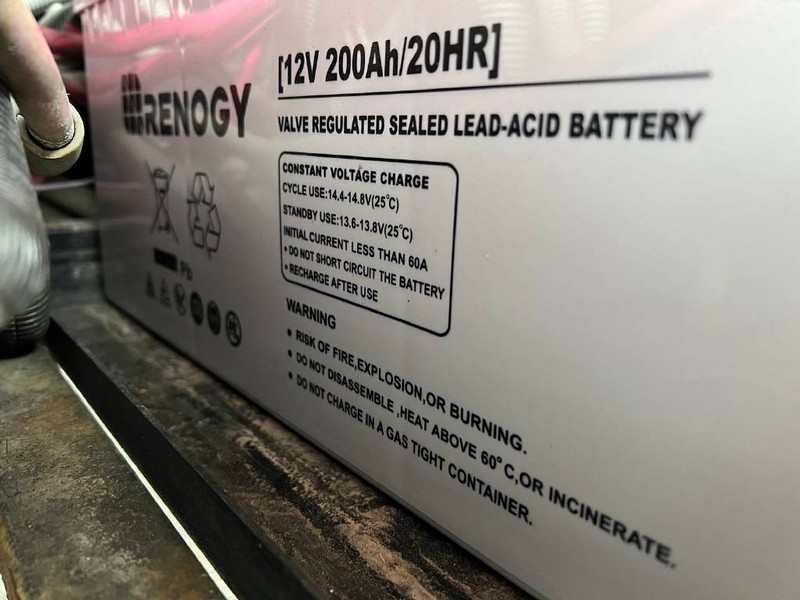 RENOGY
[12V 200Ah/20HR]
VALVE REGULATED SEALED LEAD-ACID BATTERY
CONSTANT VOLTAGE CHARGE
CYCLE USE:14.4-14.8V(25°C)
STANDBY USE:13.6-13.8V(25°C)
INITIAL CURRENT LESS THAN 60A
• DO NOT SHORT CIRCUIT THE BATTERY
• RECHARGE AFTER USE
Pb
WARNING
• RISK OF FIRE,EXPLOSION,OR BURNING.
• DO NOT DISASSEMBLE ,HEAT ABOVE 60°C,OR INCINERATE.
• DO NOT CHARGE IN A GAS TIGHT CONTAINER.